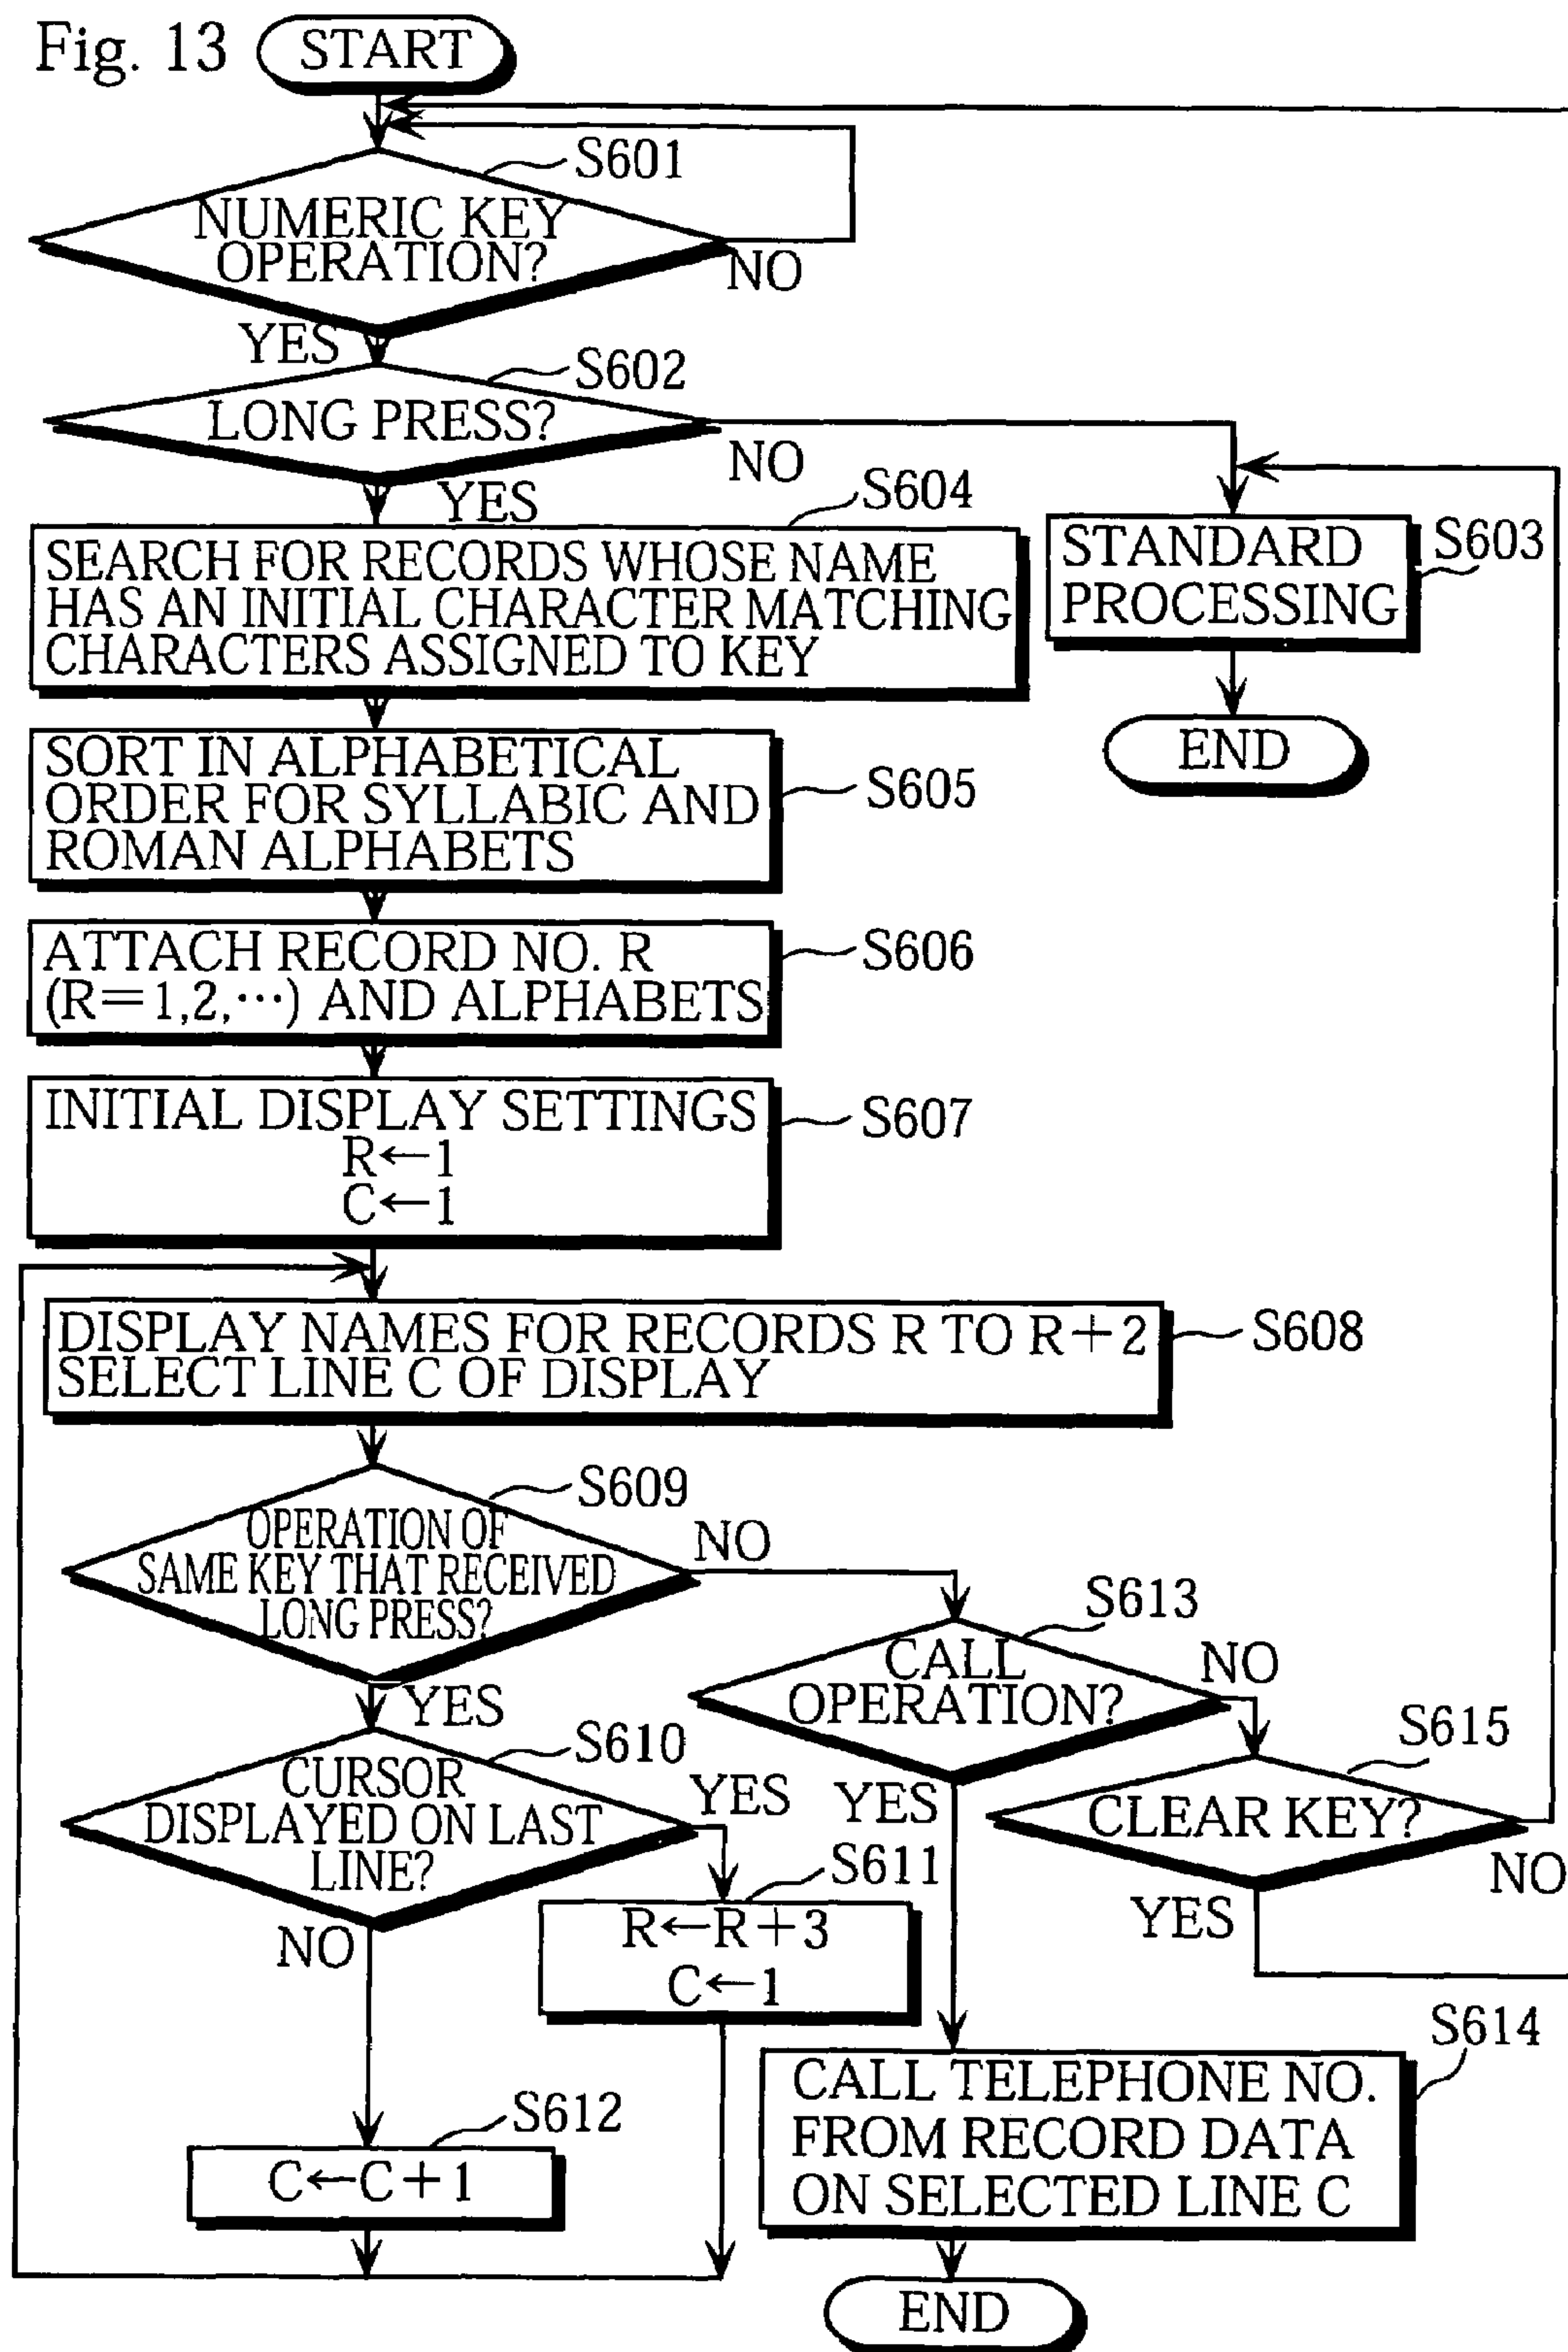 Fig. 13
START
S601
NUMERIC KEY
OPERATION?
NO
YES
S602
LONG PRESS?
NO
YES
S604
SEARCH FOR RECORDS WHOSE NAME
HAS AN INITIAL CHARACTER MATCHING
CHARACTERS ASSIGNED TO KEY
STANDARD
PROCESSING
S603
END
SORT IN ALPHABETICAL
ORDER FOR SYLLABIC AND
ROMAN ALPHABETS
S605
ATTACH RECORD NO. R
(R=1,2,···) AND ALPHABETS
S606
INITIAL DISPLAY SETTINGS
R←1
C←1
S607
DISPLAY NAMES FOR RECORDS R TO R+2
SELECT LINE C OF DISPLAY
S608
S609
OPERATION OF
SAME KEY THAT RECEIVED
LONG PRESS?
NO
YES
S613
CALL
OPERATION?
NO
YES
S615
CLEAR KEY?
NO
YES
S610
CURSOR
DISPLAYED ON LAST
LINE?
YES
NO
S611
R←R+3
C←1
S612
C←C+1
S614
CALL TELEPHONE NO.
FROM RECORD DATA
ON SELECTED LINE C
END